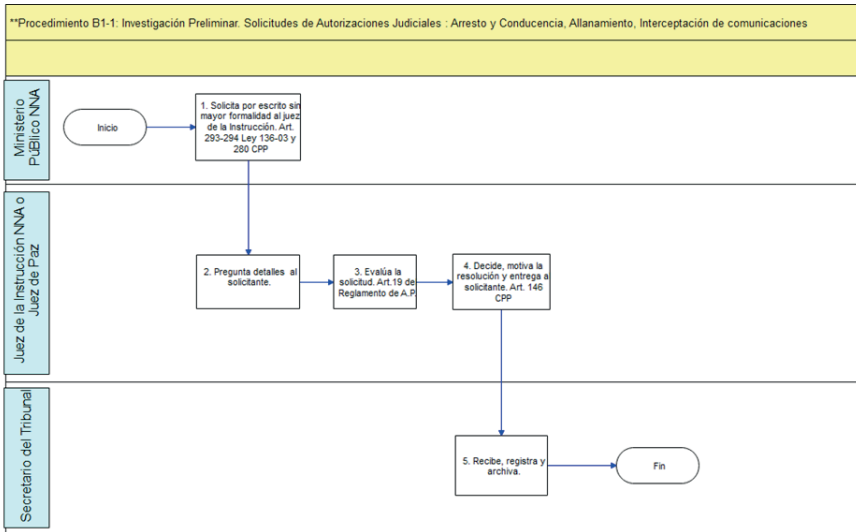 **Procedimiento B1-1: Investigación Preliminar. Solicitudes de Autorizaciones Judiciales : Arresto y Conducencia, Allanamiento, Interceptación de comunicaciones
Ministerio
PúBlico NNA
Inicio
1. Solicita por escrito sin
mayor formalidad al juez
de la Instrucción. Art.
293-294 Ley 136-03 y
280 CPP
Juez de la Instrucción NNA o
Juez de Paz
2. Pregunta detalles al
solicitante.
3. Evalúa la
solicitud. Art.19 de
Reglamento de A.P.
4. Decide, motiva la
resolución y entrega a
solicitante. Art. 146
CPP
Secretario del Tribunal
5. Recibe, registra y
archiva.
Fin